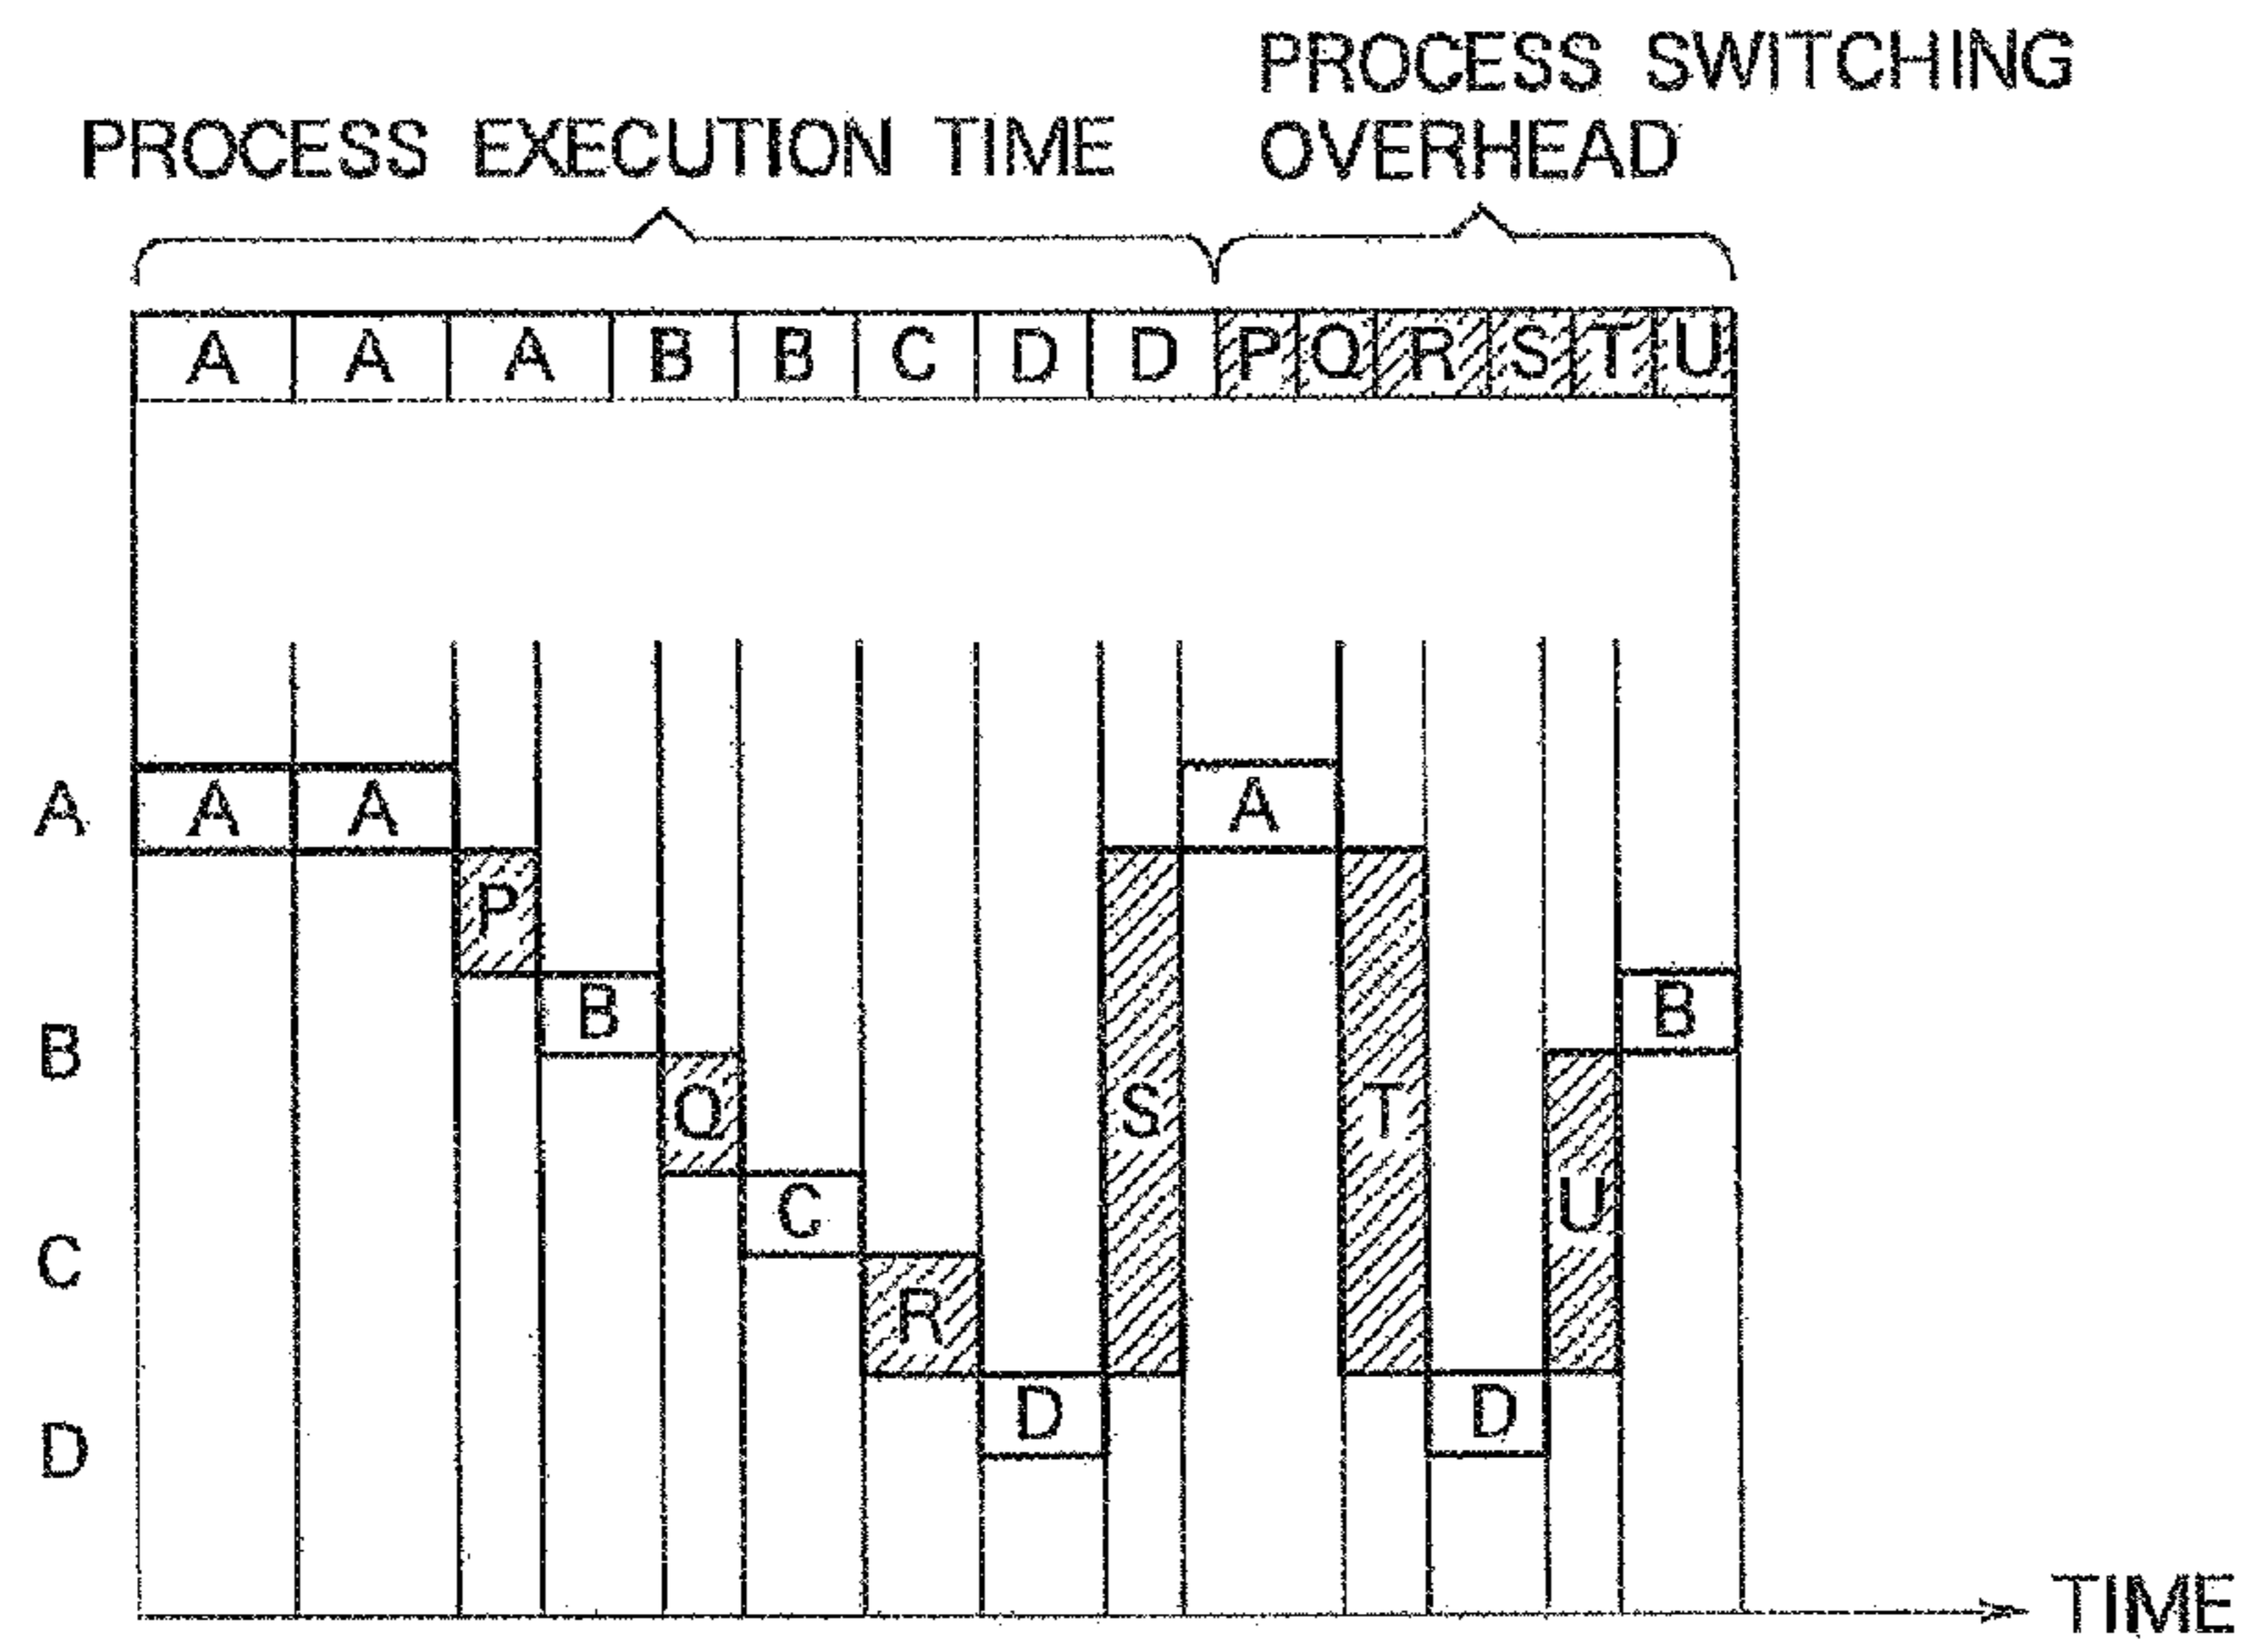 PROCESS SWITCHING
PROCESS EXECUTION TIME OVERHEAD
A A A B B C D D P Q R S T U
A A A A
P
B B
B
Q S T
C U
C
R
D D
D
TIME